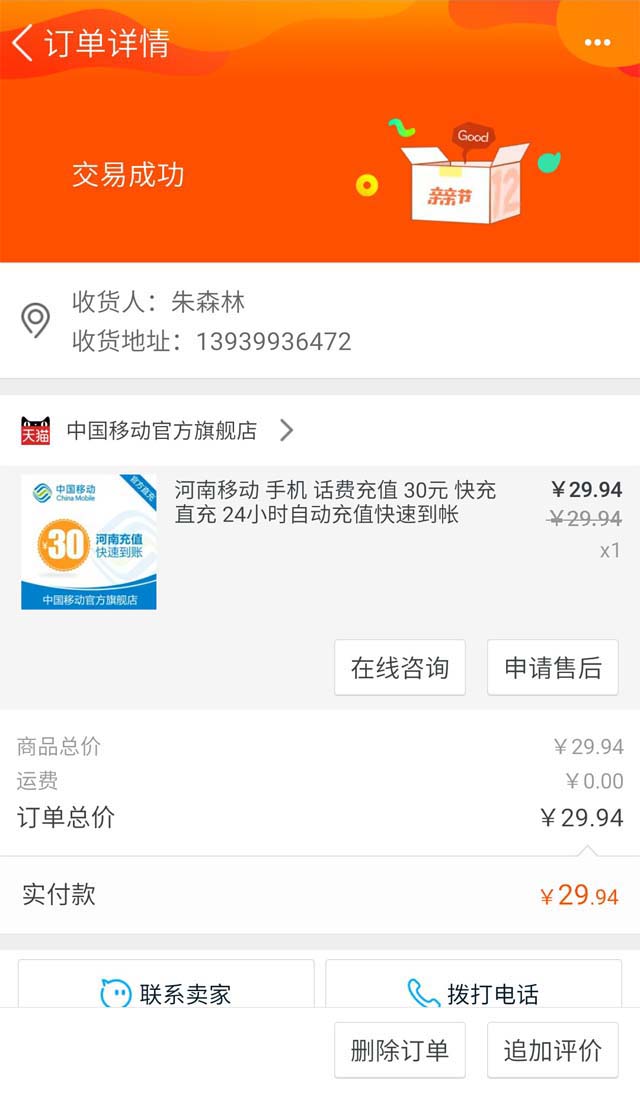 订单详情
Good
亲亲节
12
交易成功
收货人：朱森林
收货地址：13939936472
天猫
中国移动官方旗舰店
中国移动
China Mobile
官方直充
¥30
河南充值
快速到账
中国移动官方旗舰店
河南移动 手机 话费充值 30元 快充
直充 24小时自动充值快速到帐
￥29.94
￥29.94
x1
在线咨询
申请售后
商品总价 ￥29.94
运费 ￥0.00
订单总价 ￥29.94
实付款 ￥29.94
联系卖家
拨打电话
删除订单
追加评价